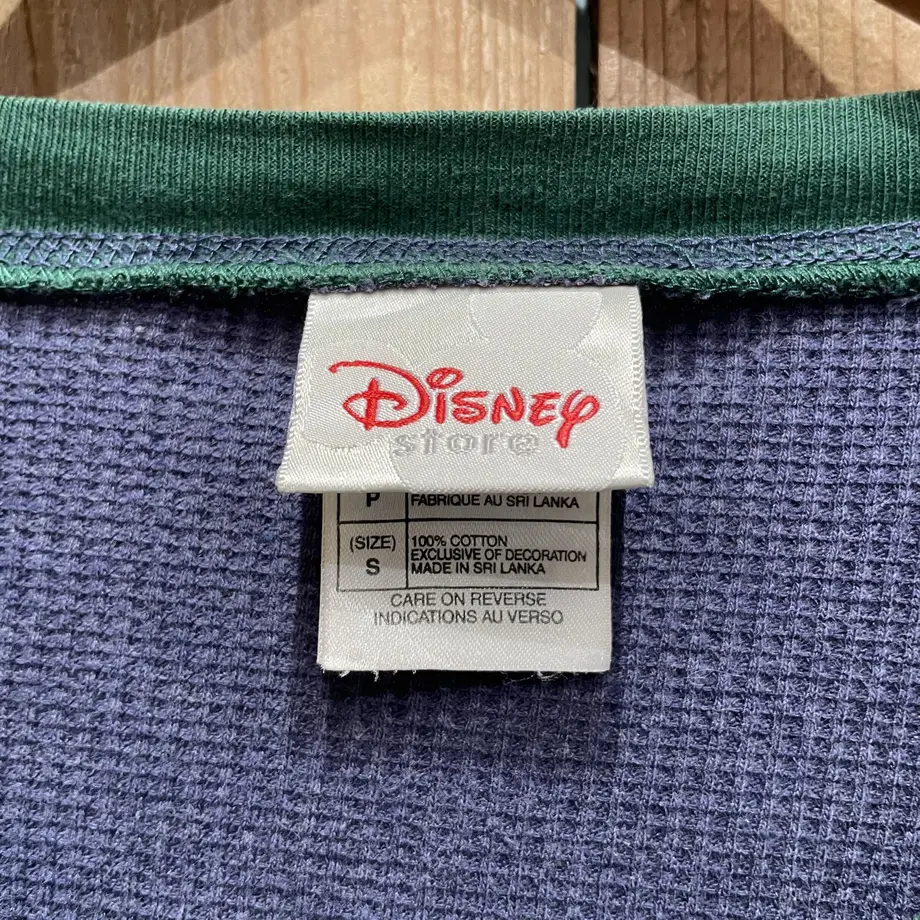 Disney
store
P
FABRIQUE AU SRI LANKA
(SIZE)
S
100% COTTON
EXCLUSIVE OF DECORATION
MADE IN SRI LANKA
CARE ON REVERSE
INDICATIONS AU VERSO